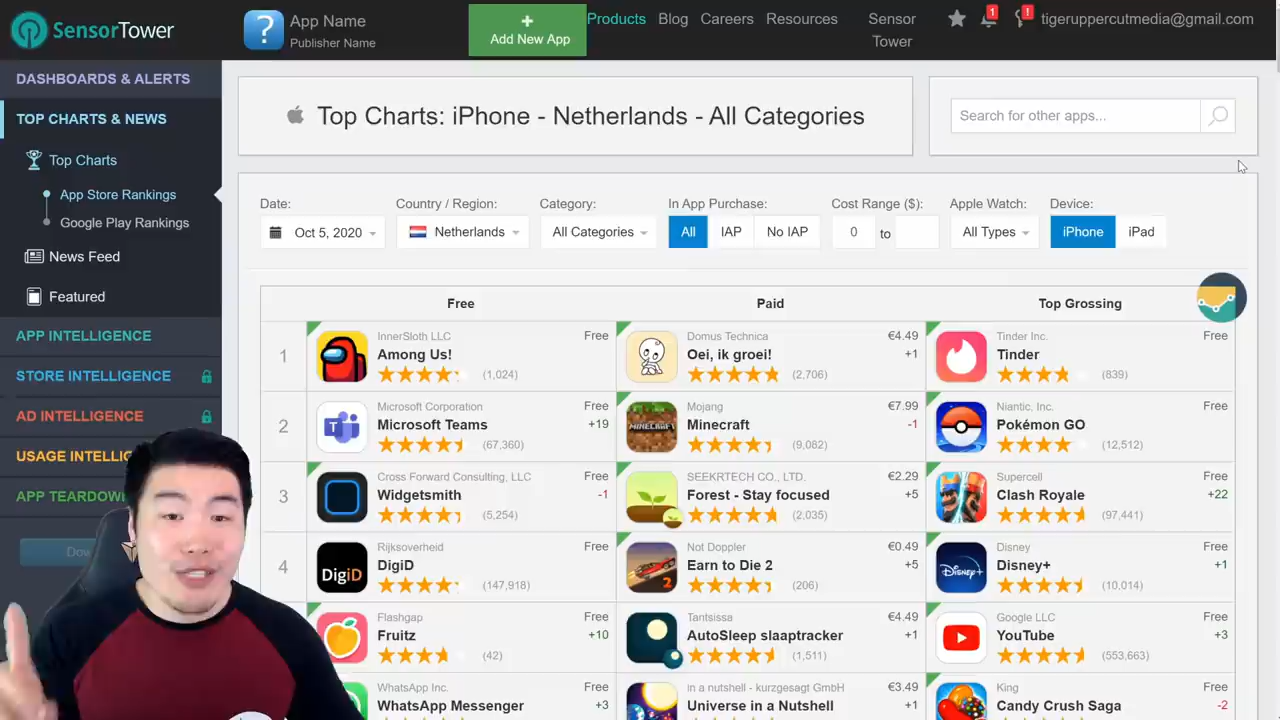 SensorTower
?
App Name
Publisher Name
+
Add New App
Products
Blog
Careers
Resources
Sensor
Tower
1
!
tigeruppercutmedia@gmail.com
DASHBOARDS & ALERTS
TOP CHARTS & NEWS
Top Charts
App Store Rankings
Google Play Rankings
News Feed
Featured
APP INTELLIGENCE
STORE INTELLIGENCE
AD INTELLIGENCE
USAGE INTELLIG
APP TEARDOW
Dow
Top Charts: iPhone - Netherlands - All Categories
Search for other apps...
Date:
Oct 5, 2020
Country / Region:
Netherlands
Category:
All Categories
In App Purchase:
All
IAP
No IAP
Cost Range ($):
0
to
Apple Watch:
All Types
Device:
iPhone
iPad
Free
Paid
Top Grossing
1
InnerSloth LLC
Free
Among Us!
(1,024)
Domus Technica
€4.49
Oei, ik groei!
+1
(2,706)
Tinder Inc.
Free
Tinder
(839)
2
Microsoft Corporation
Free
Microsoft Teams
+19
(67,360)
MINECRAFT
Mojang
€7.99
Minecraft
-1
(9,082)
Niantic, Inc.
Free
Pokémon GO
(12,512)
3
Cross Forward Consulting, LLC
Free
Widgetsmith
-1
(5,254)
SEEKRTECH CO., LTD.
€2.29
Forest - Stay focused
+5
(2,035)
Supercell
Free
Clash Royale
+22
(97,441)
4
DigiD
Rijksoverheid
Free
DigiD
(147,918)
2
Not Doppler
€0.49
Earn to Die 2
+5
(206)
Disney+
Disney
Free
Disney+
+1
(10,014)
Flashgap
Free
Fruitz
+10
(42)
Tantsissa
€4.49
AutoSleep slaaptracker
+1
(1,511)
Google LLC
Free
YouTube
+3
(553,663)
WhatsApp Inc.
Free
WhatsApp Messenger
+3
in a nutshell - kurzgesagt GmbH
€3.49
Universe in a Nutshell
+1
King
Free
Candy Crush Saga
-2